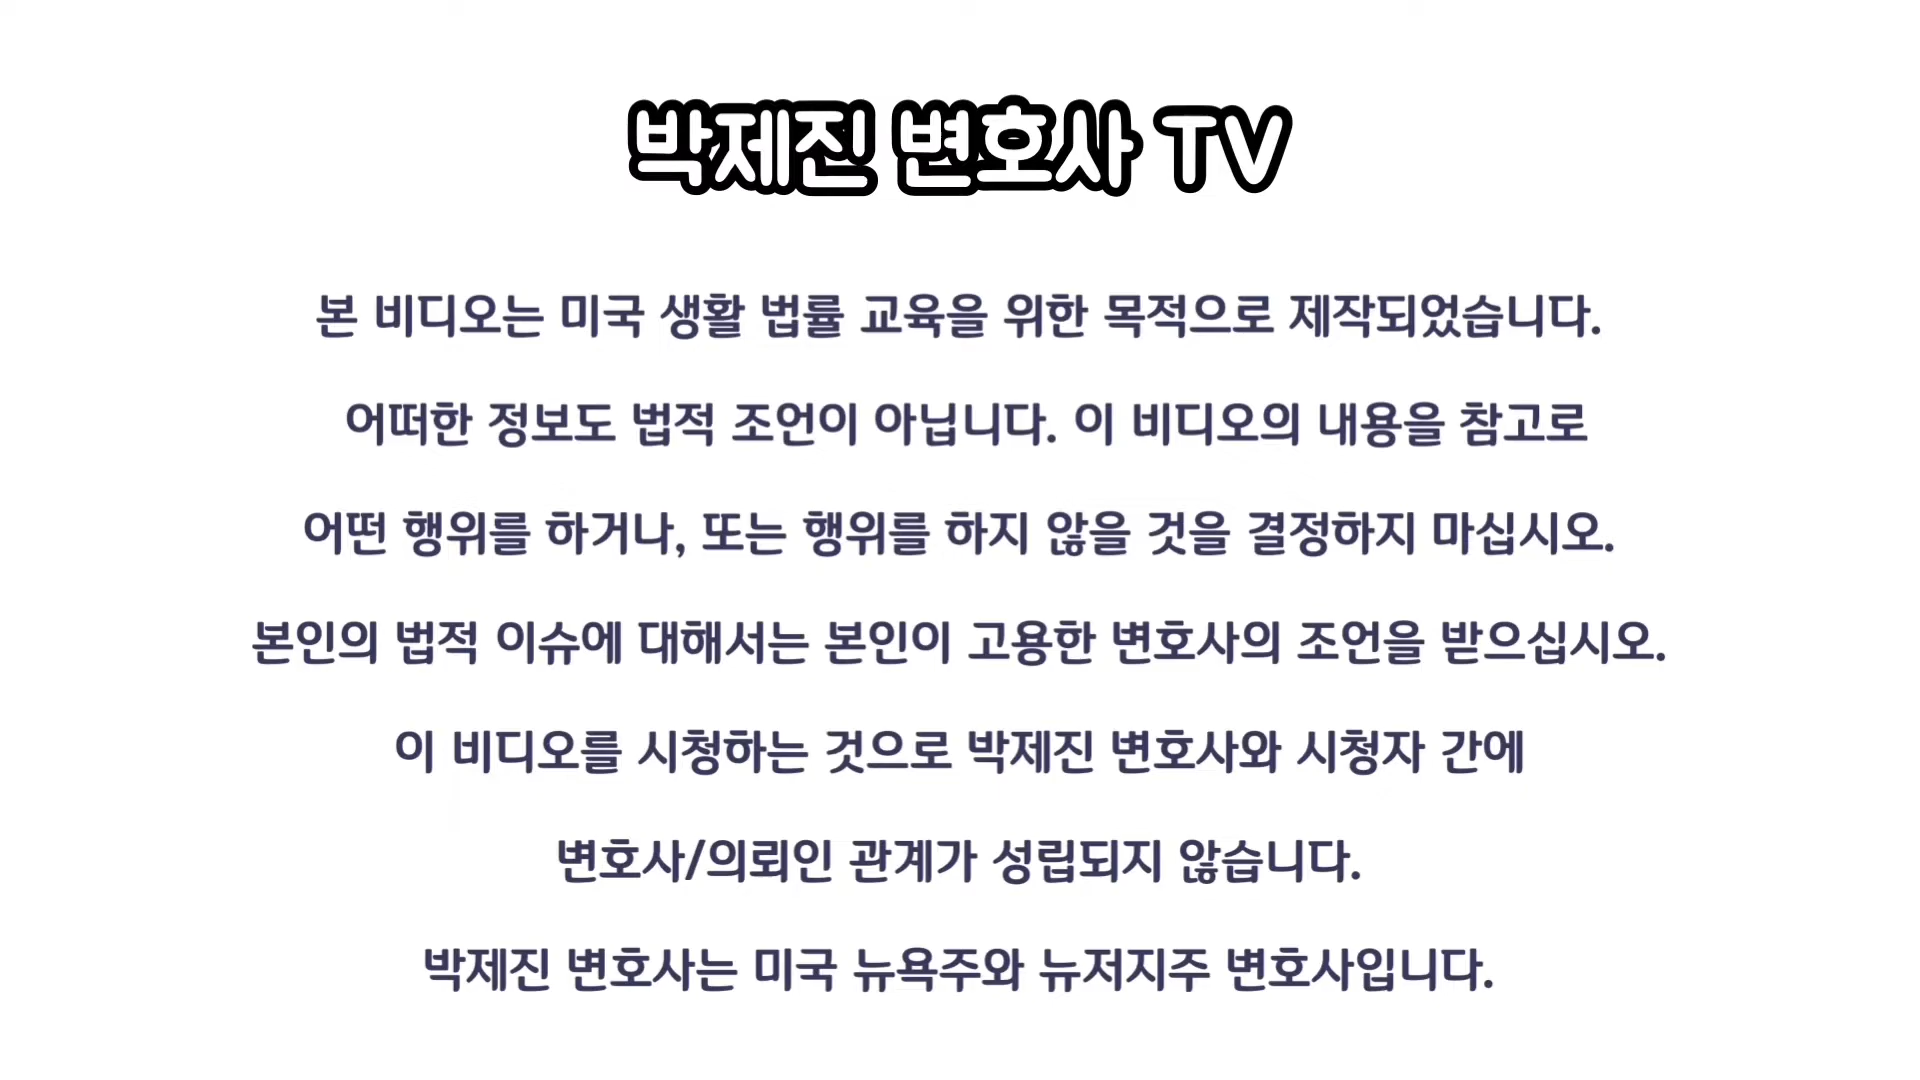 박제진 변호사 TV
본 비디오는 미국 생활 법률 교육을 위한 목적으로 제작되었습니다.
어떠한 정보도 법적 조언이 아닙니다. 이 비디오의 내용을 참고로
어떤 행위를 하거나, 또는 행위를 하지 않을 것을 결정하지 마십시오.
본인의 법적 이슈에 대해서는 본인이 고용한 변호사의 조언을 받으십시오.
이 비디오를 시청하는 것으로 박제진 변호사와 시청자 간에
변호사/의뢰인 관계가 성립되지 않습니다.
박제진 변호사는 미국 뉴욕주와 뉴저지주 변호사입니다.